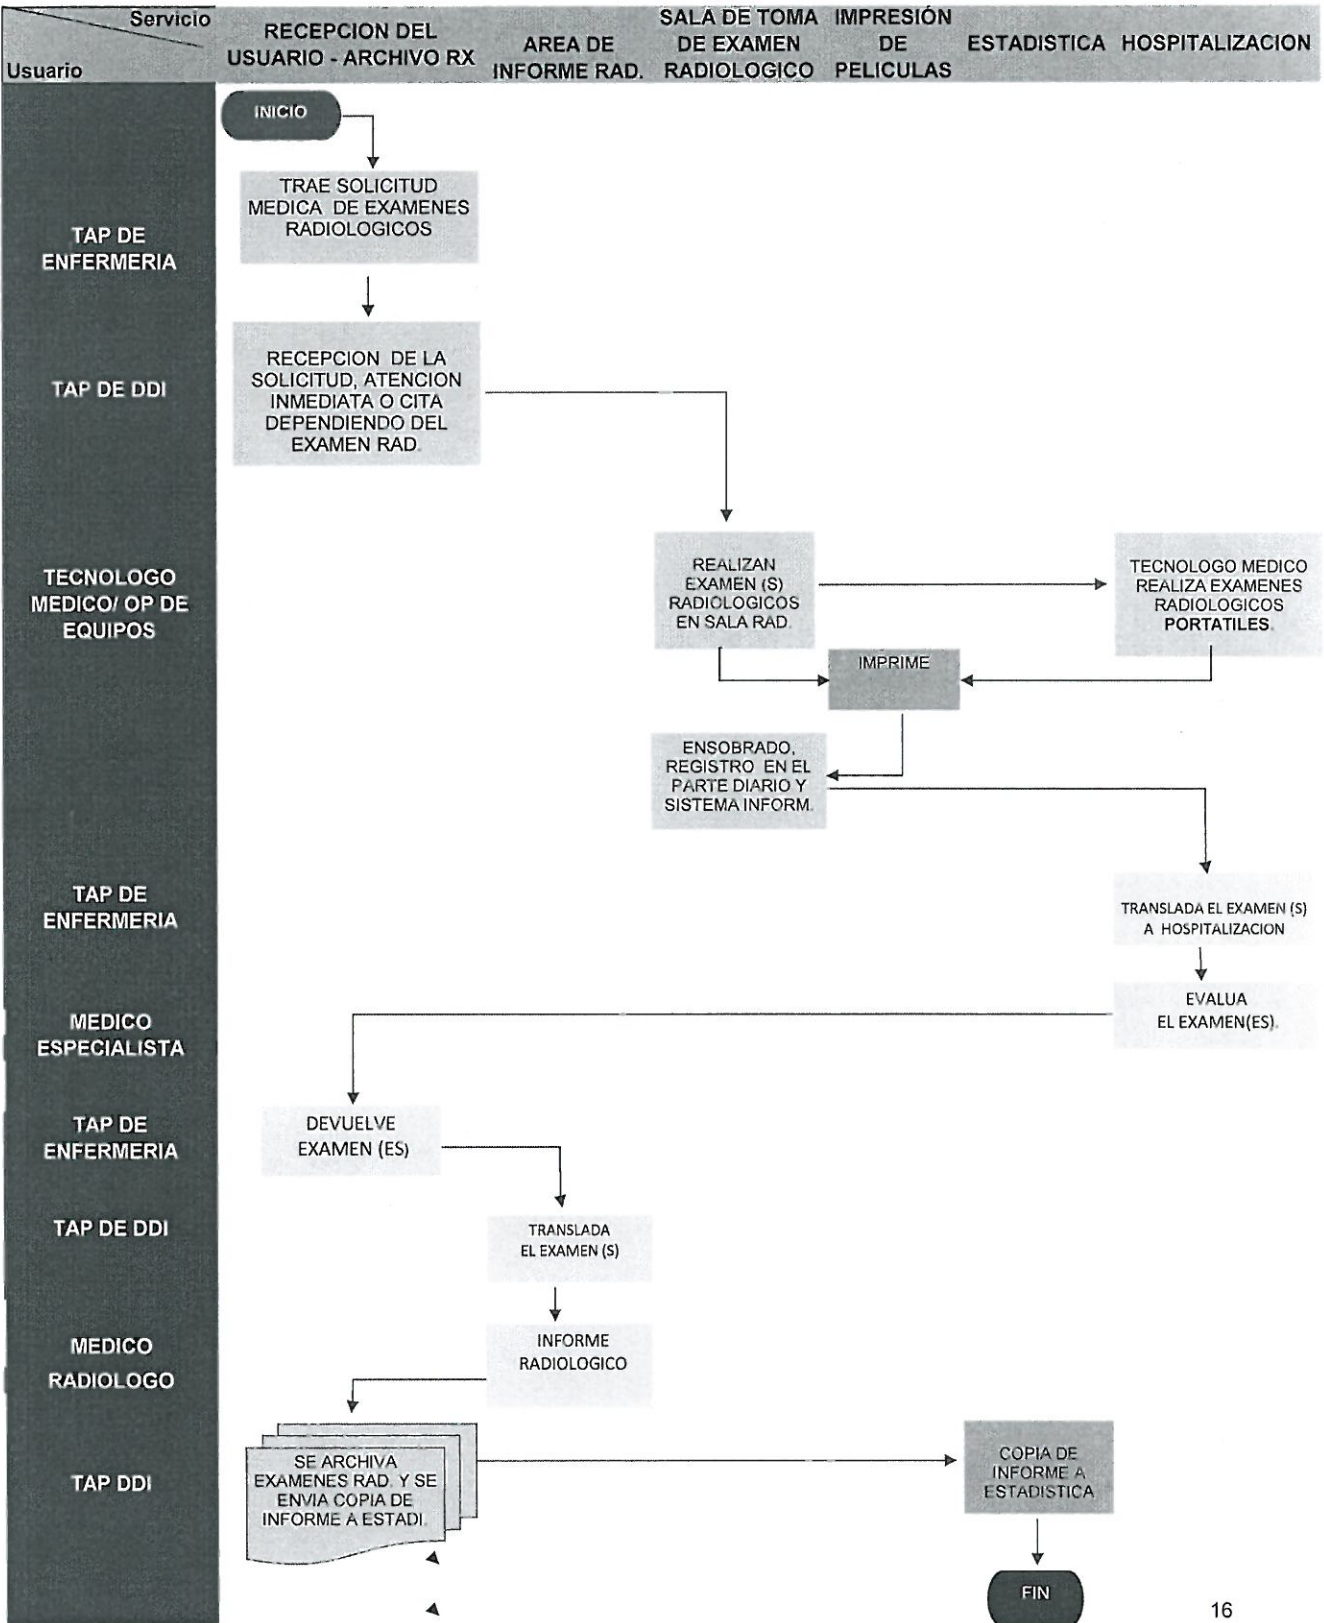 Servicio
Usuario
RECEPCION DEL
USUARIO - ARCHIVO RX
AREA DE
INFORME RAD.
SALA DE TOMA
DE EXAMEN
RADIOLOGICO
IMPRESIÓN
DE
PELICULAS
ESTADISTICA
HOSPITALIZACION
INICIO
TAP DE
ENFERMERIA
TRAE SOLICITUD
MEDICA DE EXAMENES
RADIOLOGICOS
TAP DE DDI
RECEPCION DE LA
SOLICITUD, ATENCION
INMEDIATA O CITA
DEPENDIENDO DEL
EXAMEN RAD.
TECNOLOGO
MEDICO/ OP DE
EQUIPOS
REALIZAN
EXAMEN (S)
RADIOLOGICOS
EN SALA RAD.
TECNOLOGO MEDICO
REALIZA EXAMENES
RADIOLOGICOS
PORTATILES.
IMPRIME
ENSOBRADO,
REGISTRO EN EL
PARTE DIARIO Y
SISTEMA INFORM.
TAP DE
ENFERMERIA
TRANSLADA EL EXAMEN (S)
A HOSPITALIZACION
MEDICO
ESPECIALISTA
EVALUA
EL EXAMEN(ES).
TAP DE
ENFERMERIA
DEVUELVE
EXAMEN (ES)
TAP DE DDI
TRANSLADA
EL EXAMEN (S)
MEDICO
RADIOLOGO
INFORME
RADIOLOGICO
TAP DDI
SE ARCHIVA
EXAMENES RAD. Y SE
ENVIA COPIA DE
INFORME A ESTADI.
COPIA DE
INFORME A
ESTADISTICA
FIN
16